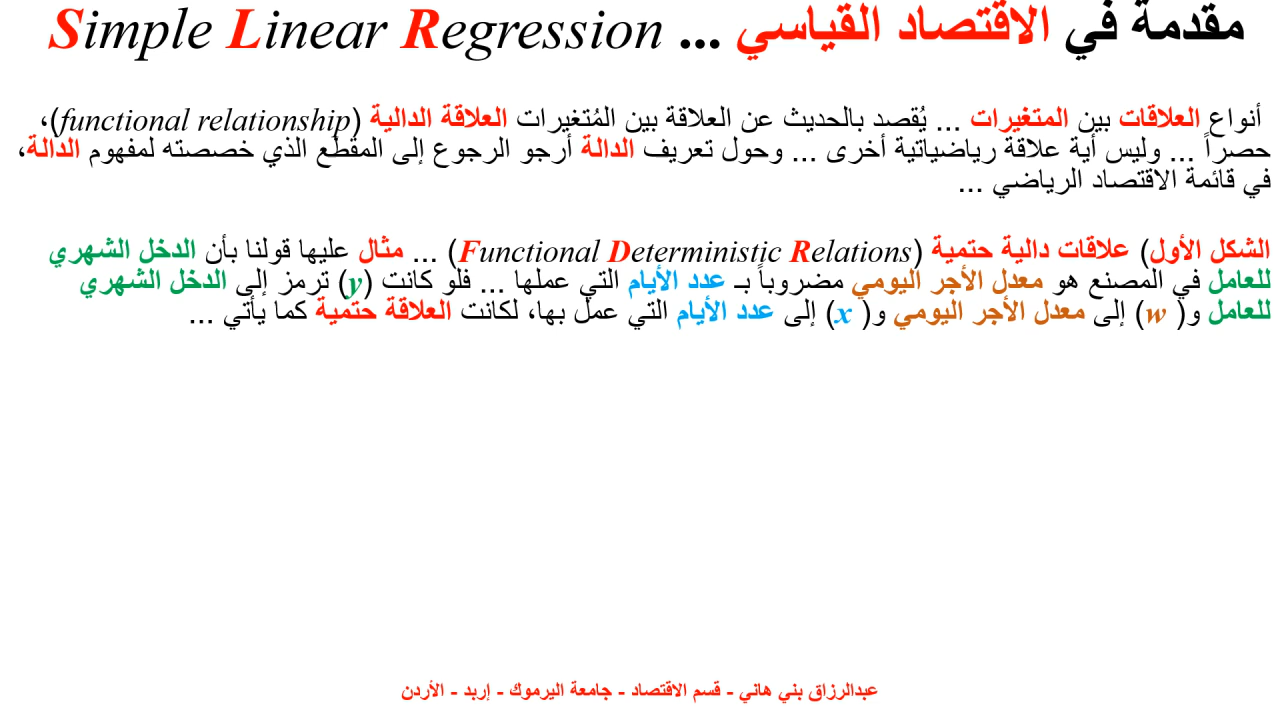 مقدمة في الاقتصاد القياسي ... Simple Linear Regression
أنواع العلاقات بين المتغيرات ... يُقصد بالحديث عن العلاقة بين المُتغيرات العلاقة الدالية (functional relationship)،
حصراً ... وليس أية علاقة رياضياتية أخرى ... وحول تعريف الدالة أرجو الرجوع إلى المقطع الذي خصصته لمفهوم الدالة،
في قائمة الاقتصاد الرياضي ...
الشكل الأول) علاقات دالية حتمية (Functional Deterministic Relations) ... مثال عليها قولنا بأن الدخل الشهري
للعامل في المصنع هو معدل الأجر اليومي مضروباً بـ عدد الأيام التي عملها ... فلو كانت (y) ترمز إلى الدخل الشهري
للعامل و( w) إلى معدل الأجر اليومي و( x) إلى عدد الأيام التي عمل بها، لكانت العلاقة حتمية كما يأتي ...
عبدالرزاق بني هاني - قسم الاقتصاد - جامعة اليرموك - إربد - الأردن